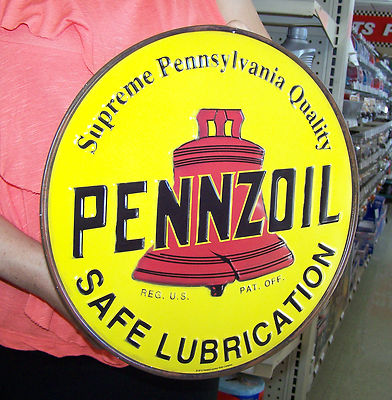 Supreme Pennsylvania Quality
PENNZOIL
REG. U.S. PAT. OFF.
SAFE LUBRICATION